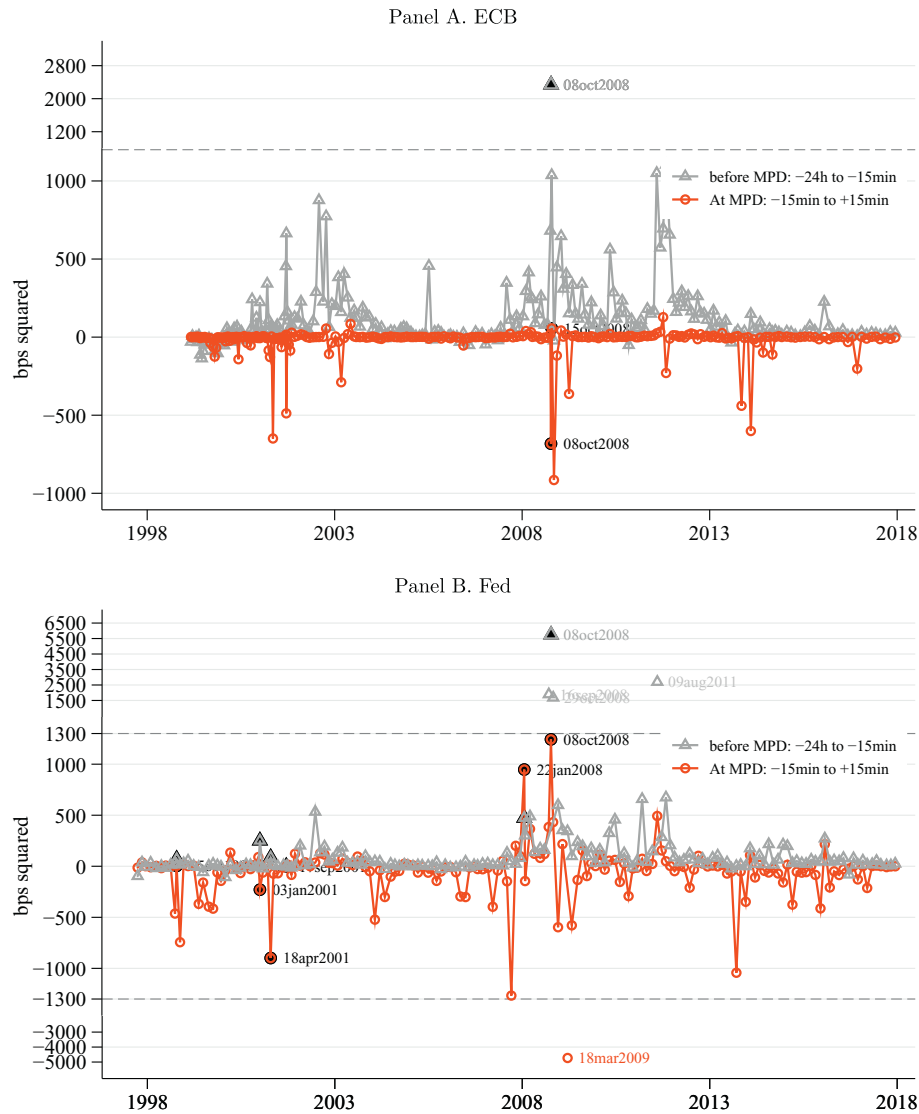 Panel A. ECB
2800
2000
1200
1000
500
0
−500
−1000
bps squared
08oct2008
before MPD: −24h to −15min
At MPD: −15min to +15min
08oct2008
1998
2003
2008
2013
2018
Panel B. Fed
6500
5500
4500
3500
2500
1500
1300
1000
500
0
−500
−1000
−1300
−3000
−4000
−5000
bps squared
08oct2008
09aug2011
16sep2008
29oct2008
08oct2008
before MPD: −24h to −15min
At MPD: −15min to +15min
22jan2008
03jan2001
18apr2001
18mar2009
1998
2003
2008
2013
2018